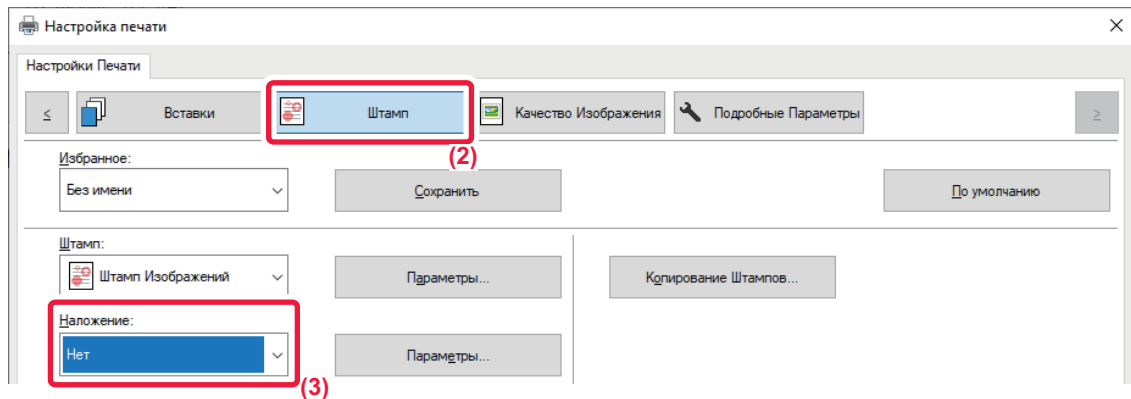 Настройка печати
Настройки Печати
≤ Вставки Штамп Качество Изображения Подробные Параметры ≥
(2)
Избранное:
Без имени Сохранить По умолчанию
Штамп:
Штамп Изображений Параметры... Копирование Штампов...
Наложение:
Нет Параметры...
(3)